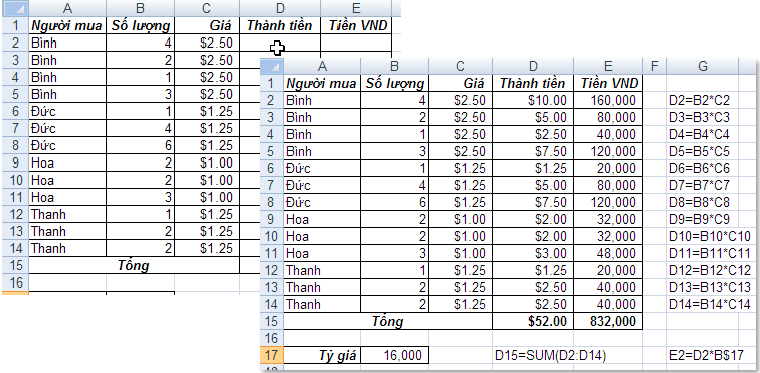 A B C D E
1 Người mua Số lượng Giá Thành tiền Tiền VND
2 Bình 4 $2.50
3 Bình 2 $2.50
4 Bình 1 $2.50
5 Bình 3 $2.50
6 Đức 1 $1.25
7 Đức 4 $1.25
8 Đức 6 $1.25
9 Hoa 2 $1.00
10 Hoa 2 $1.00
11 Hoa 3 $1.00
12 Thanh 1 $1.25
13 Thanh 2 $1.25
14 Thanh 2 $1.25
15 Tổng
16
A B C D E F G
1 Người mua Số lượng Giá Thành tiền Tiền VND
2 Bình 4 $2.50 $10.00 160,000 D2=B2*C2
3 Bình 2 $2.50 $5.00 80,000 D3=B3*C3
4 Bình 1 $2.50 $2.50 40,000 D4=B4*C4
5 Bình 3 $2.50 $7.50 120,000 D5=B5*C5
6 Đức 1 $1.25 $1.25 20,000 D6=B6*C6
7 Đức 4 $1.25 $5.00 80,000 D7=B7*C7
8 Đức 6 $1.25 $7.50 120,000 D8=B8*C8
9 Hoa 2 $1.00 $2.00 32,000 D9=B9*C9
10 Hoa 2 $1.00 $2.00 32,000 D10=B10*C10
11 Hoa 3 $1.00 $3.00 48,000 D11=B11*C11
12 Thanh 1 $1.25 $1.25 20,000 D12=B12*C12
13 Thanh 2 $1.25 $2.50 40,000 D13=B13*C13
14 Thanh 2 $1.25 $2.50 40,000 D14=B14*C14
15 Tổng $52.00 832,000
16
17 Tỷ giá 16,000 D15=SUM(D2:D14) E2=D2*B$17